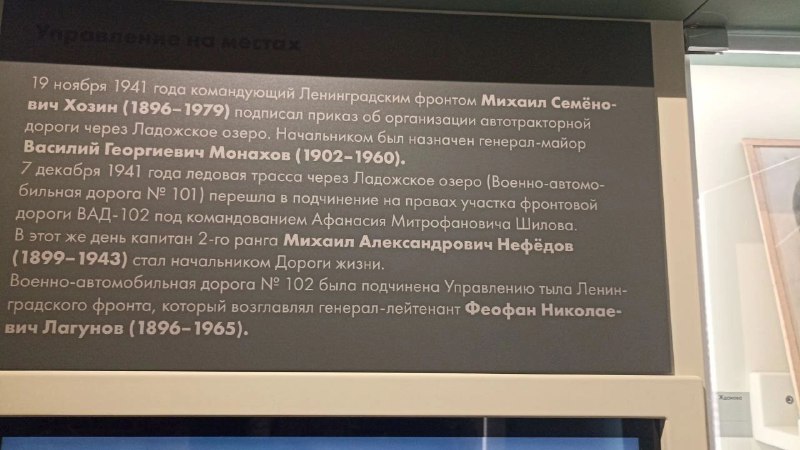 Управление на местах
19 ноября 1941 года командующий Ленинградским фронтом Михаил Семёно-
вич Хозин (1896–1979) подписал приказ об организации автотракторной
дороги через Ладожское озеро. Начальником был назначен генерал-майор
Василий Георгиевич Монахов (1902–1960).
7 декабря 1941 года ледовая трасса через Ладожское озеро (Военно-автомо-
бильная дорога № 101) перешла в подчинение на правах участка фронтовой
дороги ВАД-102 под командованием Афанасия Митрофановича Шилова.
В этот же день капитан 2-го ранга Михаил Александрович Нефёдов
(1899–1943) стал начальником Дороги жизни.
Военно-автомобильная дорога № 102 была подчинена Управлению тыла Ленин-
градского фронта, который возглавлял генерал-лейтенант Феофан Николае-
вич Лагунов (1896–1965).